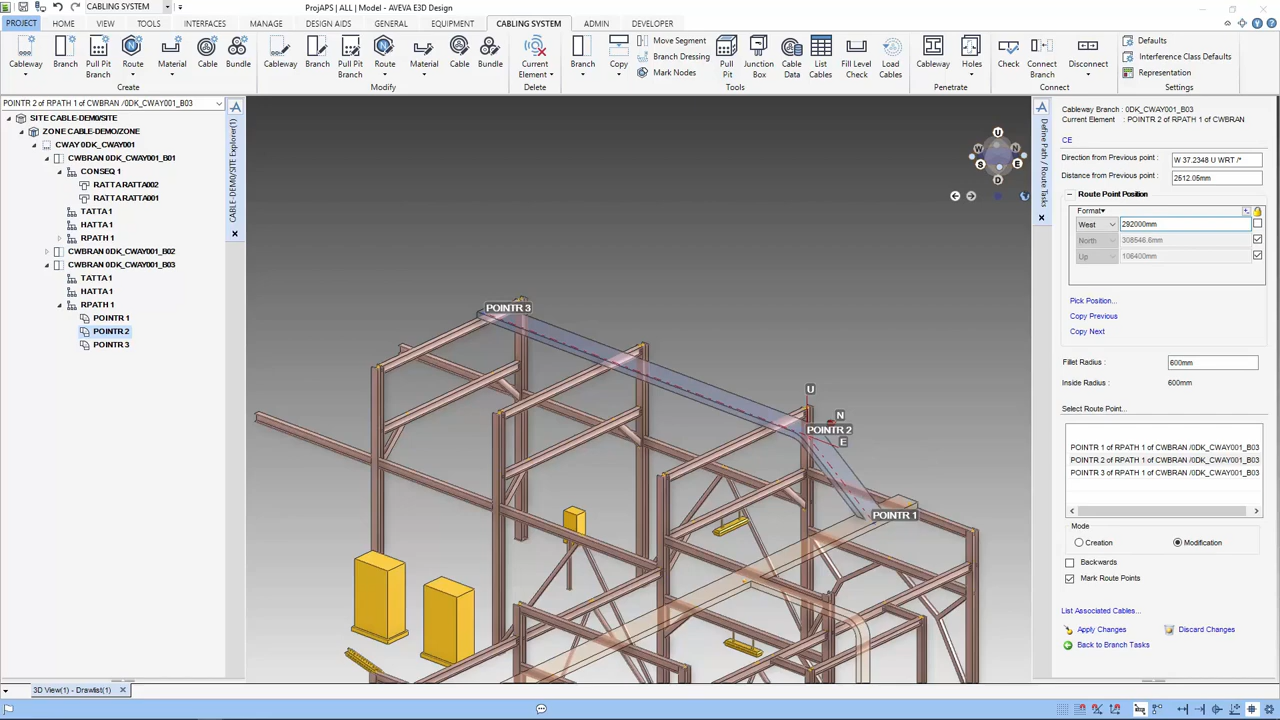 CABLING SYSTEM
ProjAPS | ALL | Model - AVEVA E3D Design
PROJECT HOME VIEW TOOLS INTERFACES MANAGE DESIGN AIDS GENERAL EQUIPMENT CABLING SYSTEM ADMIN DEVELOPER
Cableway Branch Pull Pit Branch Route Material Cable Bundle
Create
Cableway Branch Pull Pit Branch Route Material Cable Bundle
Modify
Current Element
Delete
Branch Copy
Move Segment
Branch Dressing
Mark Nodes
Pull Pit Junction Box Cable Data List Cables Fill Level Check Load Cables
Tools
Cableway Holes
Penetrate
Check Connect Branch Disconnect
Connect
Defaults
Interference Class Defaults
Representation
Settings
POINTR 2 of RPATH 1 of CWBRAN /0DK_CWAY001_B03
SITE CABLE-DEMO/SITE
ZONE CABLE-DEMO/ZONE
CWAY 0DK_CWAY001
CWBRAN 0DK_CWAY001_B01
CONSEQ 1
RATTA RATTA002
RATTA RATTA001
TATTA 1
HATTA 1
RPATH 1
CWBRAN 0DK_CWAY001_B02
CWBRAN 0DK_CWAY001_B03
TATTA 1
HATTA 1
RPATH 1
POINTR 1
POINTR 2
POINTR 3
CABLE-DEMO/SITE Explorer(1)
U
W N
S E
D
POINTR 3
U
N
POINTR 2
E
POINTR 1
Define Path / Route Tasks
Cableway Branch : 0DK_CWAY001_B03
Current Element : POINTR 2 of RPATH 1 of CWBRAN
CE
Direction from Previous point : W 37.2348 U WRT /*
Distance from Previous point : 2512.05mm
Route Point Position
Format
West 292000mm
North 308546.6mm
Up 106400mm
Pick Position...
Copy Previous
Copy Next
Fillet Radius : 600mm
Inside Radius : 600mm
Select Route Point...
POINTR 1 of RPATH 1 of CWBRAN /0DK_CWAY001_B03
POINTR 2 of RPATH 1 of CWBRAN /0DK_CWAY001_B03
POINTR 3 of RPATH 1 of CWBRAN /0DK_CWAY001_B03
Mode
Creation Modification
Backwards
Mark Route Points
List Associated Cables...
Apply Changes Discard Changes
Back to Branch Tasks
3D View(1) - Drawlist(1)